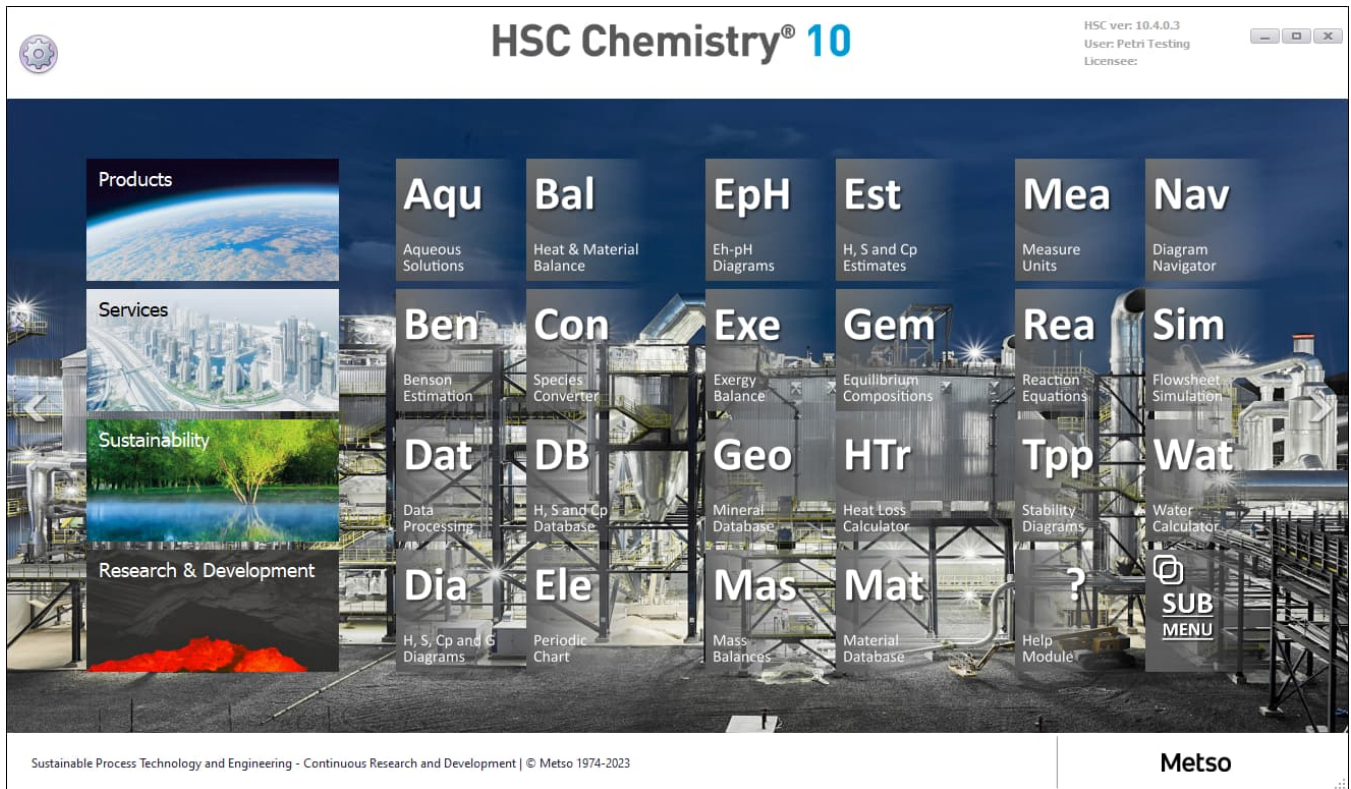 HSC Chemistry® 10
HSC ver: 10.4.0.3
User: Petri Testing
Licensee:
Products
Services
Sustainability
Research & Development
Aqu
Aqueous
Solutions
Bal
Heat & Material
Balance
EpH
Eh-pH
Diagrams
Est
H, S and Cp
Estimates
Mea
Measure
Units
Nav
Diagram
Navigator
Ben
Benson
Estimation
Con
Species
Converter
Exe
Exergy
Balance
Gem
Equilibrium
Compositions
Rea
Reaction
Equations
Sim
Flowsheet
Simulation
Dat
Data
Processing
DB
H, S and Cp
Database
Geo
Mineral
Database
HTr
Heat Loss
Calculator
Tpp
Stability
Diagrams
Wat
Water
Calculator
Dia
H, S, Cp and G
Diagrams
Ele
Periodic
Chart
Mas
Mass
Balances
Mat
Material
Database
?
Help
Module
SUB
MENU
Sustainable Process Technology and Engineering - Continuous Research and Development | © Metso 1974-2023
Metso